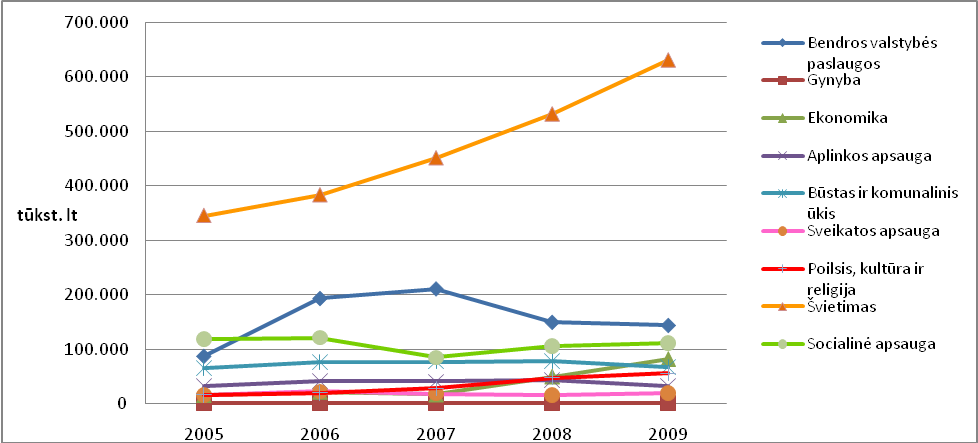 700.000
600.000
500.000
400.000
tūkst. lt
300.000
200.000
100.000
0
2005 2006 2007 2008 2009
Bendros valstybės
paslaugos
Gynyba
Ekonomika
Aplinkos apsauga
Būstas ir komunalinis
ūkis
Sveikatos apsauga
Poilsis, kultūra ir
religija
Švietimas
Socialinė apsauga